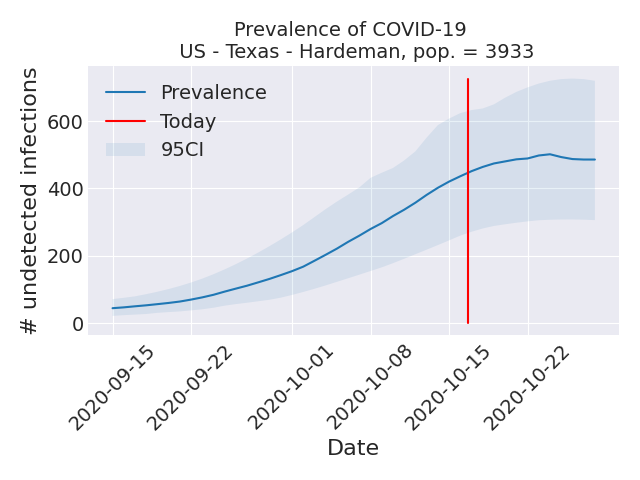 Prevalence of COVID-19
US - Texas - Hardeman, pop. = 3933
# undetected infections
600
400
200
0
Prevalence
Today
95CI
2020-09-15
2020-09-22
2020-10-01
2020-10-08
2020-10-15
2020-10-22
Date